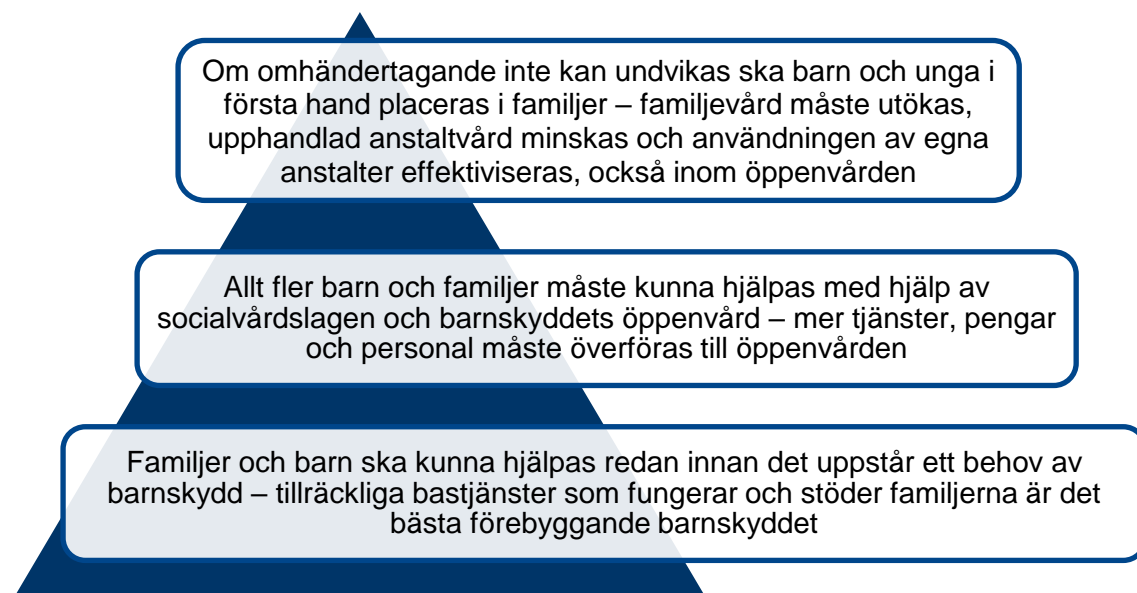 Om omhändertagande inte kan undvikas ska barn och unga i
första hand placeras i familjer – familjevård måste utökas,
upphandlad anstaltvård minskas och användningen av egna
anstalter effektiviseras, också inom öppenvården
Allt fler barn och familjer måste kunna hjälpas med hjälp av
socialvårdslagen och barnskyddets öppenvård – mer tjänster, pengar
och personal måste överföras till öppenvården
Familjer och barn ska kunna hjälpas redan innan det uppstår ett behov av
barnskydd – tillräckliga bastjänster som fungerar och stöder familjerna är det
bästa förebyggande barnskyddet